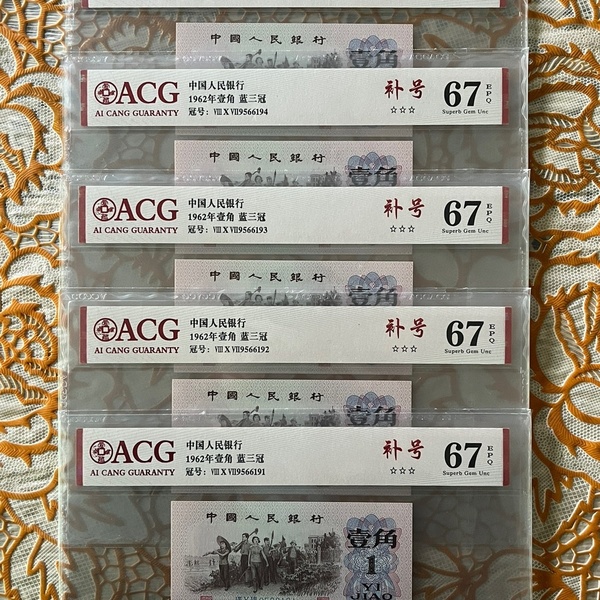 中國人民銀行
壹角
ACG
AI CANG GUARANTY
中国人民银行
1962年壹角 蓝三冠
冠号: VIII X VII9566194
补号
☆☆☆
67
EPQ
Superb Gem Unc
中國人民銀行
壹角
ACG
AI CANG GUARANTY
中国人民银行
1962年壹角 蓝三冠
冠号: VIII X VII9566193
补号
☆☆☆
67
EPQ
Superb Gem Unc
中國人民銀行
壹角
ACG
AI CANG GUARANTY
中国人民银行
1962年壹角 蓝三冠
冠号: VIII X VII9566192
补号
☆☆☆
67
EPQ
Superb Gem Unc
中國人民銀行
壹角
ACG
AI CANG GUARANTY
中国人民银行
1962年壹角 蓝三冠
冠号: VIII X VII9566191
补号
☆☆☆
67
EPQ
Superb Gem Unc
中國人民銀行
壹角
1
YI
JIAO